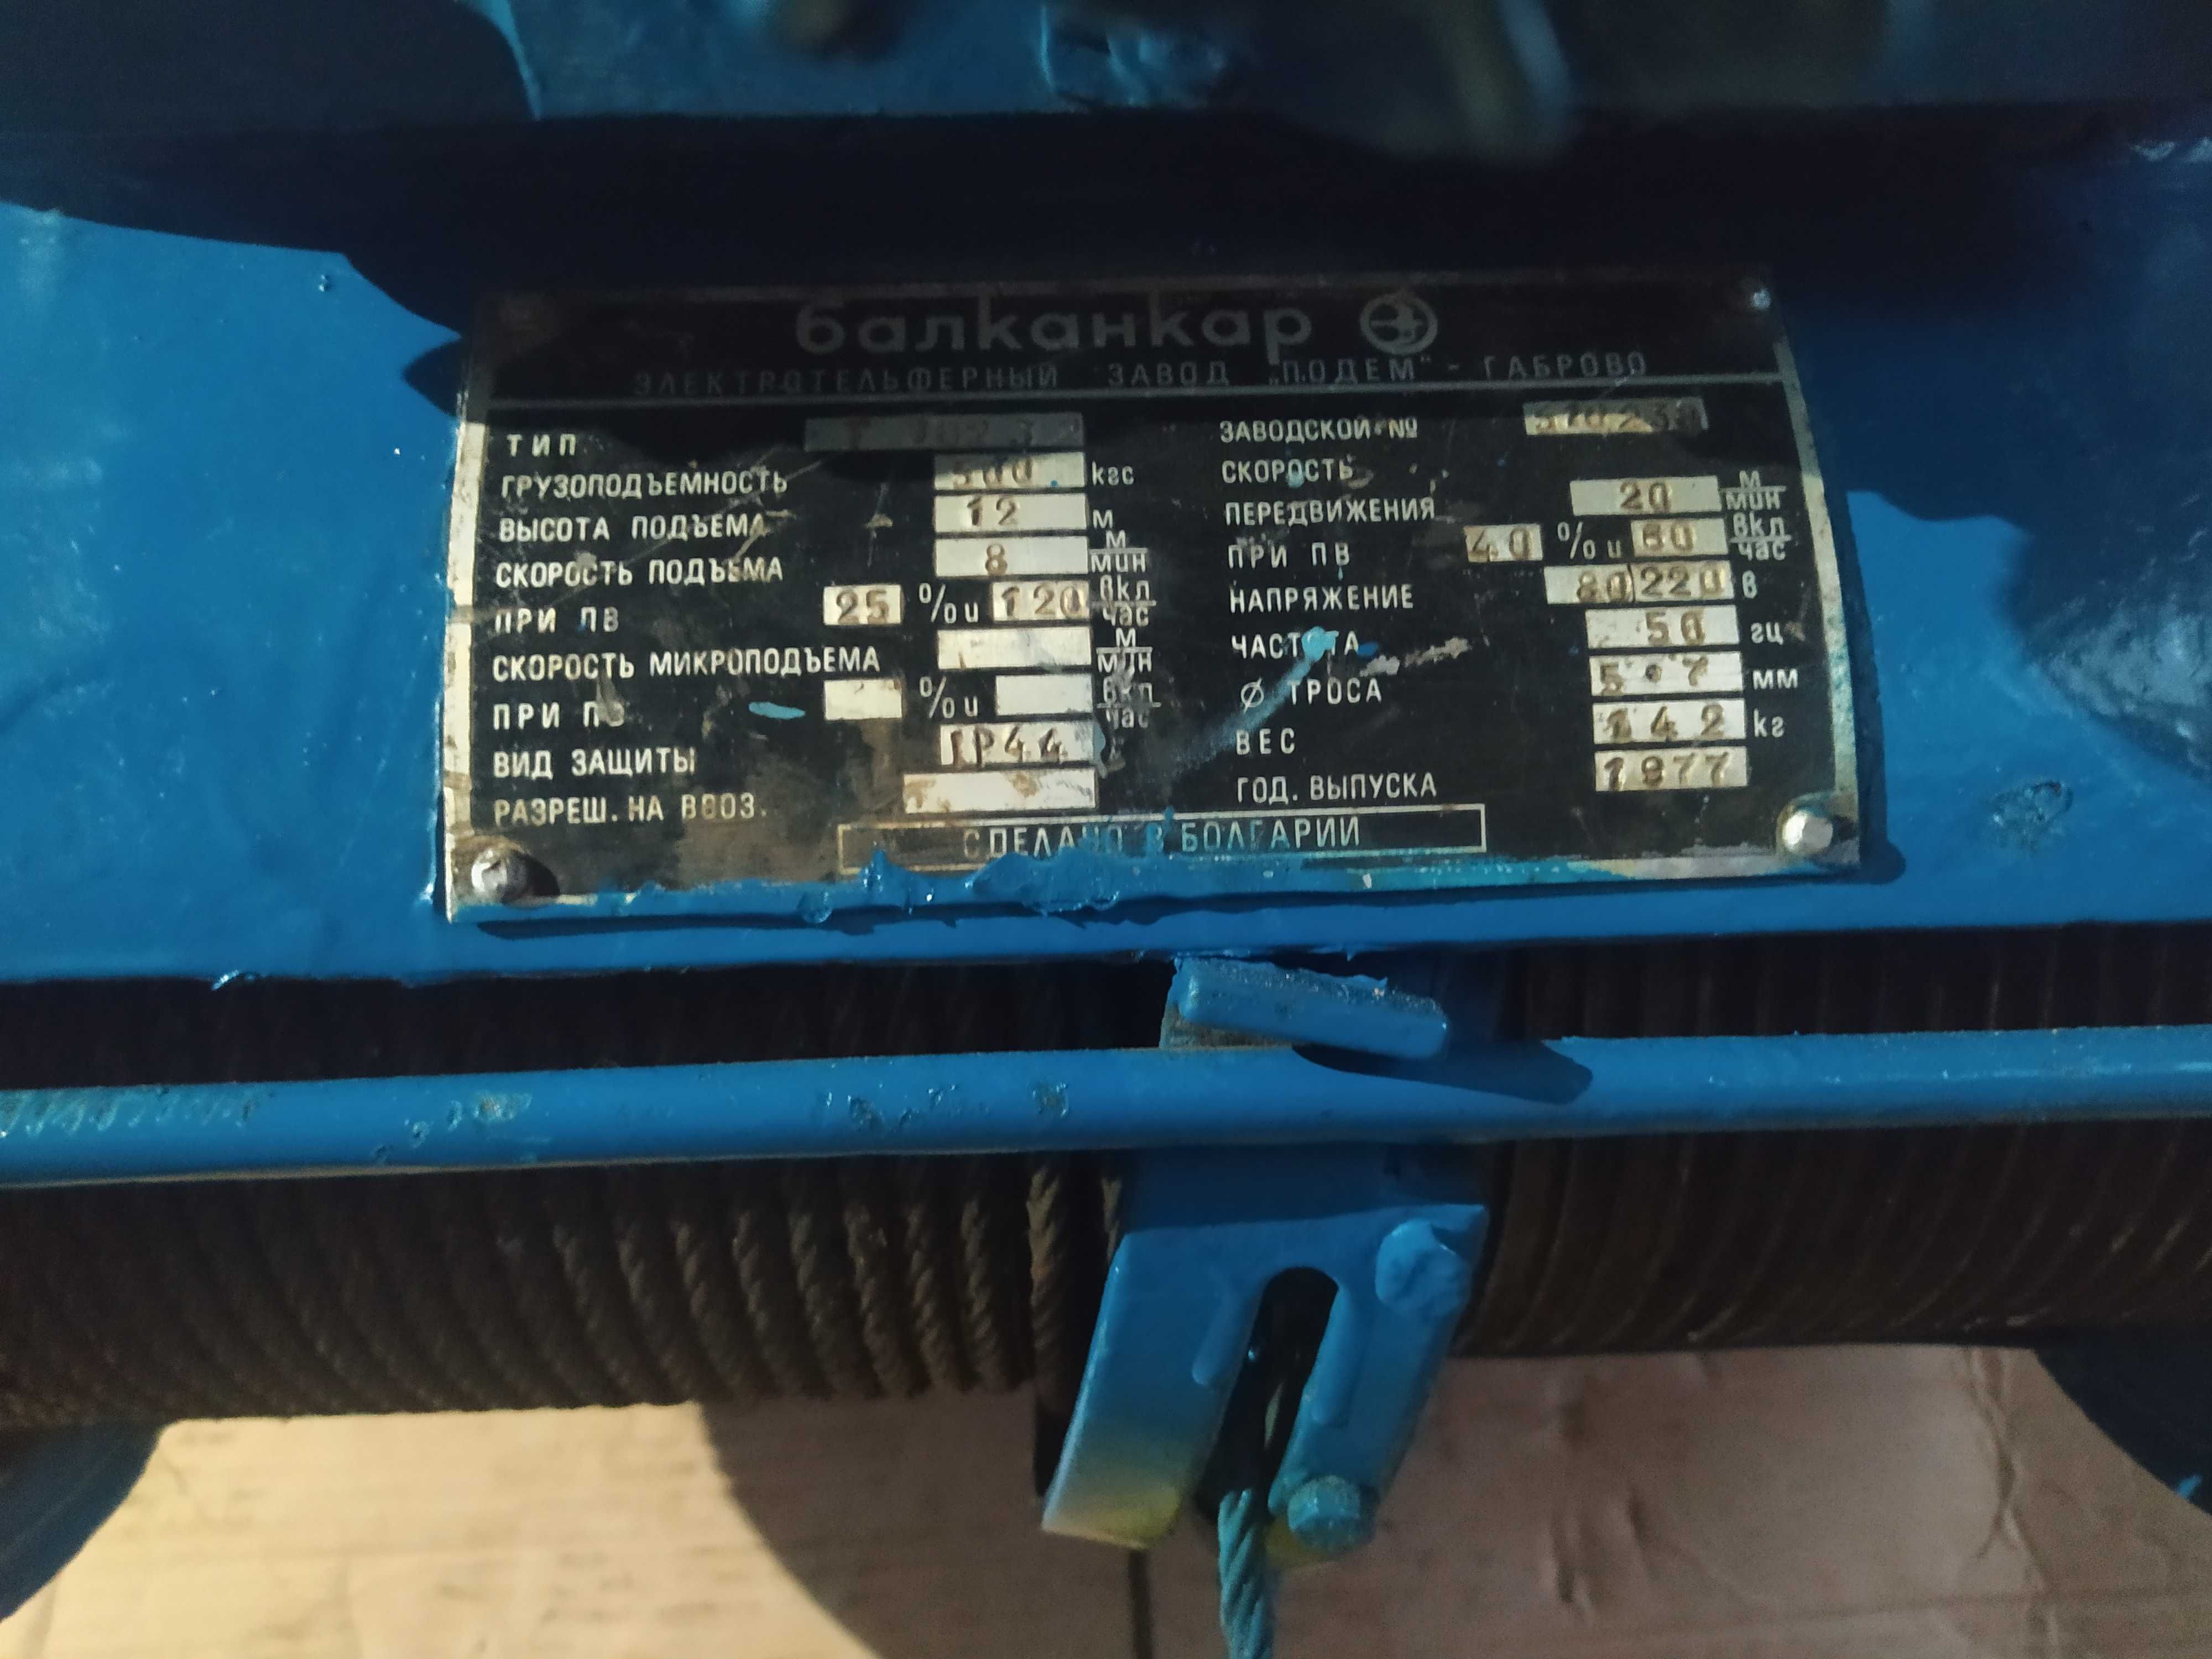 балканкар
ЭЛЕКТРОТЕЛЬФЕРНЫЙ ЗАВОД „ПОДЕМ" - ГАБРОВО
ТИП
ГРУЗОПОДЪЕМНОСТЬ 500 kгс
ВЫСОТА ПОДЪЕМА 12 м
СКОРОСТЬ ПОДЪЕМА 8 м/мин
ПРИ ПВ 25 % и 120 вкл/час
СКОРОСТЬ МИКРОПОДЪЕМА м/мин
ПРИ ПВ % и вкл/час
ВИД ЗАЩИТЫ IP44
РАЗРЕШ. НА ВВОЗ.
ЗАВОДСКОЙ №
СКОРОСТЬ
ПЕРЕДВИЖЕНИЯ 20 м/мин
ПРИ ПВ 40 % и 60 вкл/час
НАПРЯЖЕНИЕ 80 220 в
ЧАСТОТА 50 гц
Ø ТРОСА мм
ВЕС 142 kг
ГОД. ВЫПУСКА 1977
СДЕЛАНО В БОЛГАРИИ